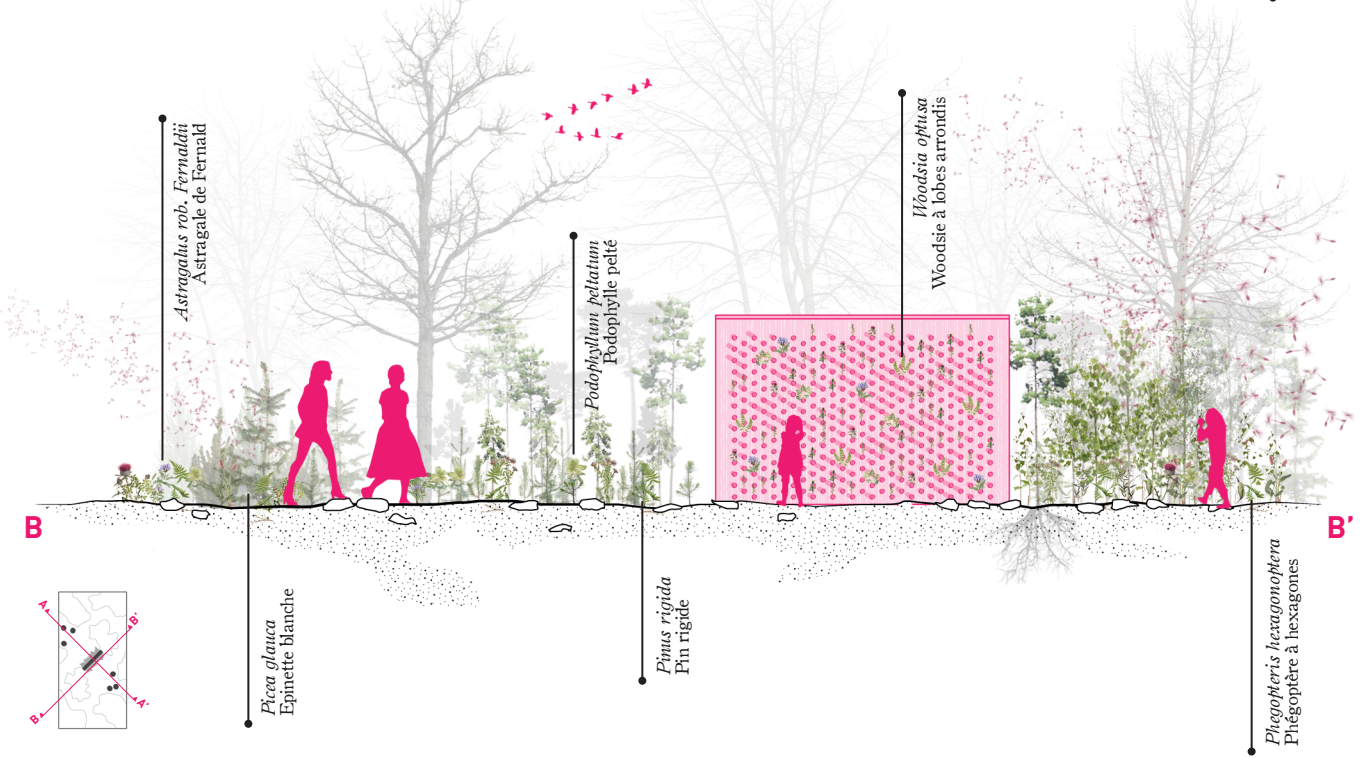 Astragalus rob. Fernaldii
Astragale de Fernald
Podophyllum peltatum
Podophylle pelté
Woodsia optusa
Woodsie à lobes arrondis
B
B’
Picea glauca
Epinette blanche
Pinus rigida
Pin rigide
Phegopteris hexagonoptera
Phégoptère à hexagones
A
B'
B
A'